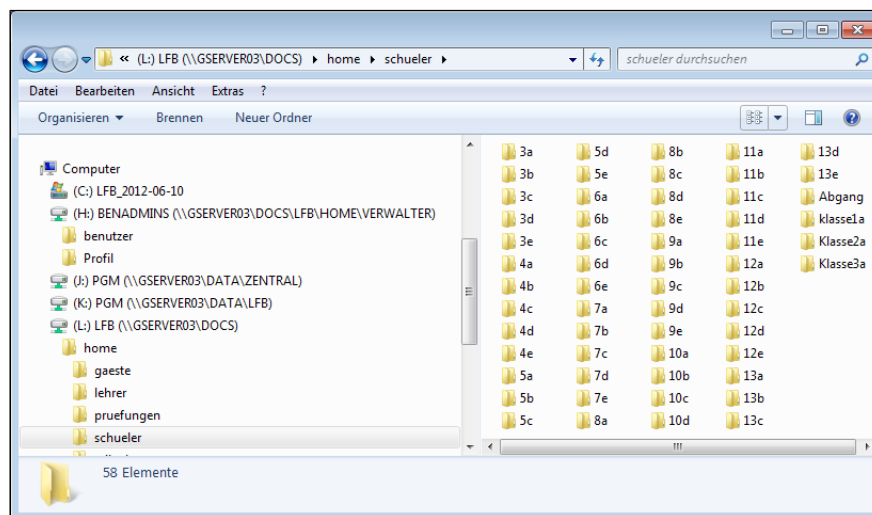 « (L:) LFB (\\GSERVER03\DOCS) ▸ home ▸ schueler ▸
schueler durchsuchen
Datei Bearbeiten Ansicht Extras ?
Organisieren Brennen Neuer Ordner
Computer
(C:) LFB_2012-06-10
(H:) BENADMINS (\\GSERVER03\DOCS\LFB\HOME\VERWALTER)
benutzer
Profil
(J:) PGM (\\GSERVER03\DATA\ZENTRAL)
(K:) PGM (\\GSERVER03\DATA\LFB)
(L:) LFB (\\GSERVER03\DOCS)
home
gaeste
lehrer
pruefungen
schueler
3a 5d 8b 11a 13d
3b 5e 8c 11b 13e
3c 6a 8d 11c Abgang
3d 6b 8e 11d klasse1a
3e 6c 9a 11e Klasse2a
4a 6d 9b 12a Klasse3a
4b 6e 9c 12b
4c 7a 9d 12c
4d 7b 9e 12d
4e 7c 10a 12e
5a 7d 10b 13a
5b 7e 10c 13b
5c 8a 10d 13c
58 Elemente